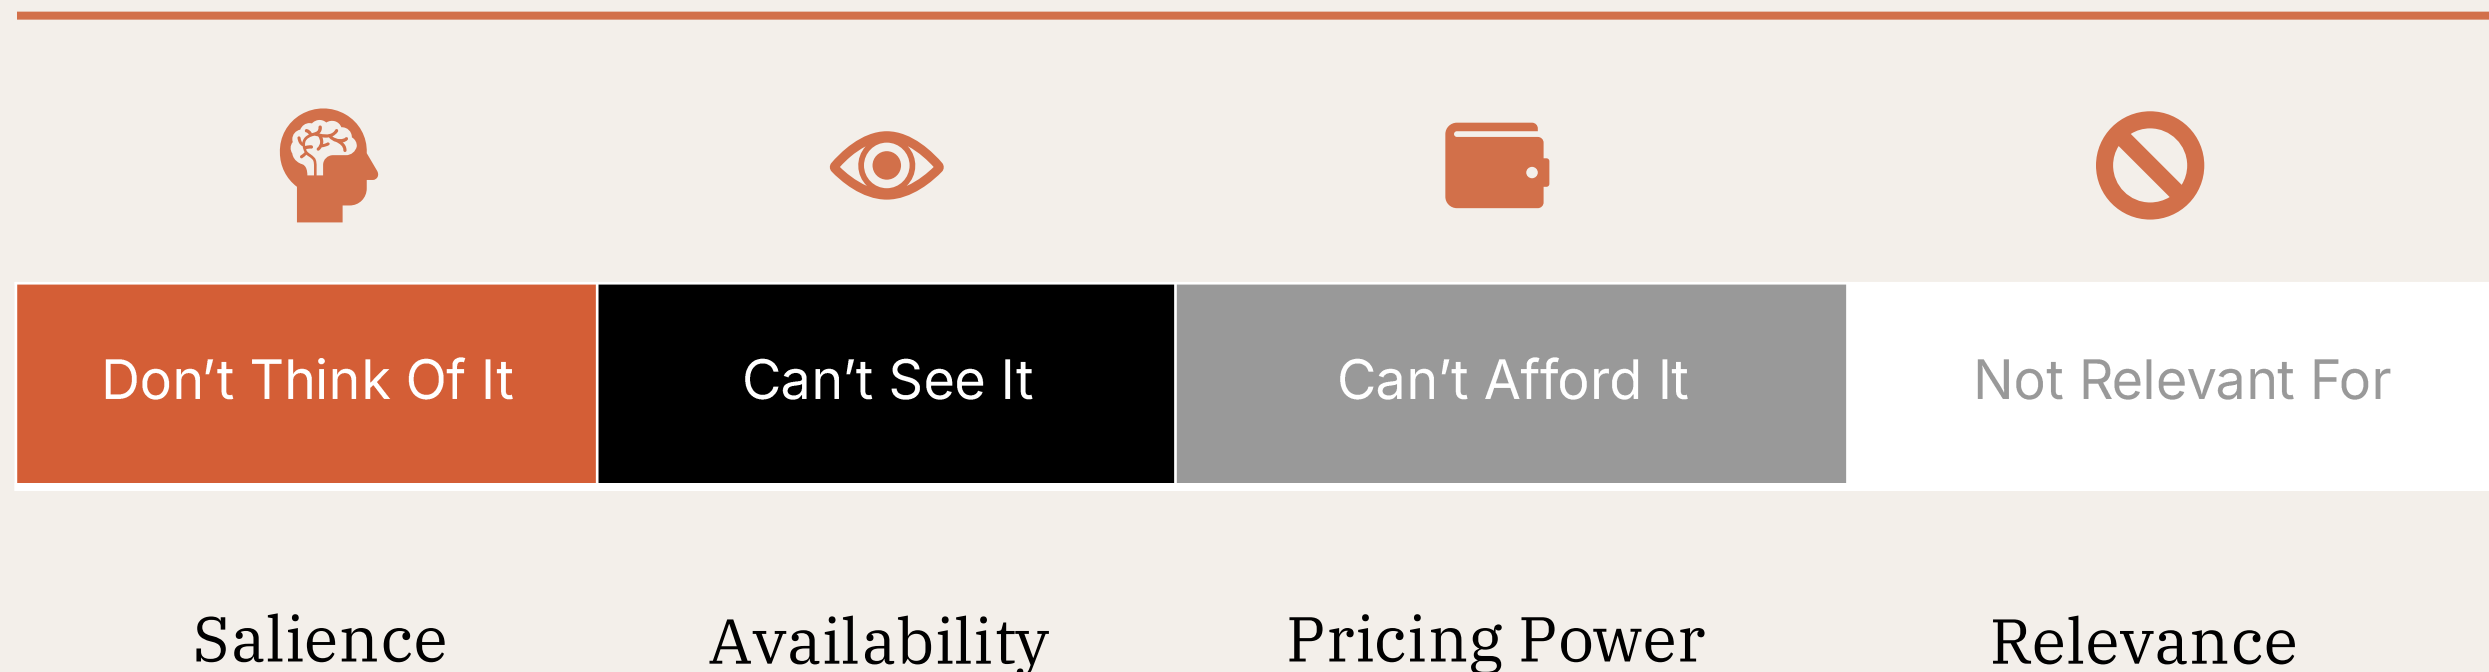 Don’t Think Of It
Can’t See It
Can’t Afford It
Not Relevant For
Salience
Availability
Pricing Power
Relevance